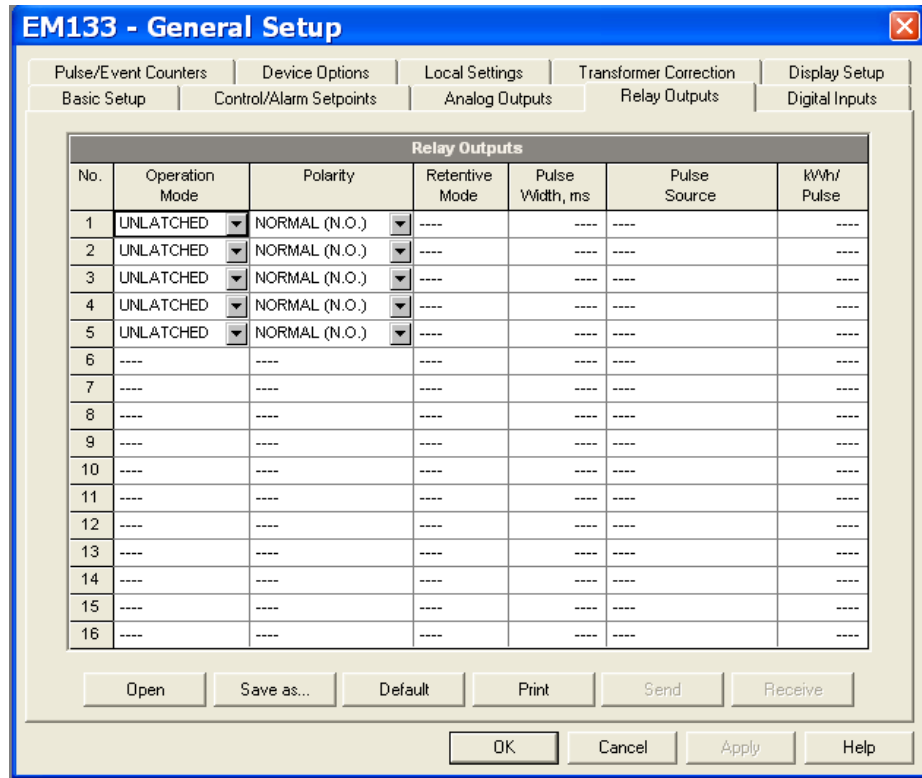 EM133 - General Setup
Pulse/Event Counters Device Options Local Settings Transformer Correction Display Setup
Basic Setup Control/Alarm Setpoints Analog Outputs Relay Outputs Digital Inputs
Relay Outputs
No. Operation Mode Polarity Retentive Mode Pulse Width, ms Pulse Source kWh/ Pulse
1 UNLATCHED NORMAL (N.O.) ---- ---- ---- ----
2 UNLATCHED NORMAL (N.O.) ---- ---- ---- ----
3 UNLATCHED NORMAL (N.O.) ---- ---- ---- ----
4 UNLATCHED NORMAL (N.O.) ---- ---- ---- ----
5 UNLATCHED NORMAL (N.O.) ---- ---- ---- ----
6 ---- ---- ---- ---- ---- ----
7 ---- ---- ---- ---- ---- ----
8 ---- ---- ---- ---- ---- ----
9 ---- ---- ---- ---- ---- ----
10 ---- ---- ---- ---- ---- ----
11 ---- ---- ---- ---- ---- ----
12 ---- ---- ---- ---- ---- ----
13 ---- ---- ---- ---- ---- ----
14 ---- ---- ---- ---- ---- ----
15 ---- ---- ---- ---- ---- ----
16 ---- ---- ---- ---- ---- ----
Open Save as... Default Print Send Receive
OK Cancel Apply Help